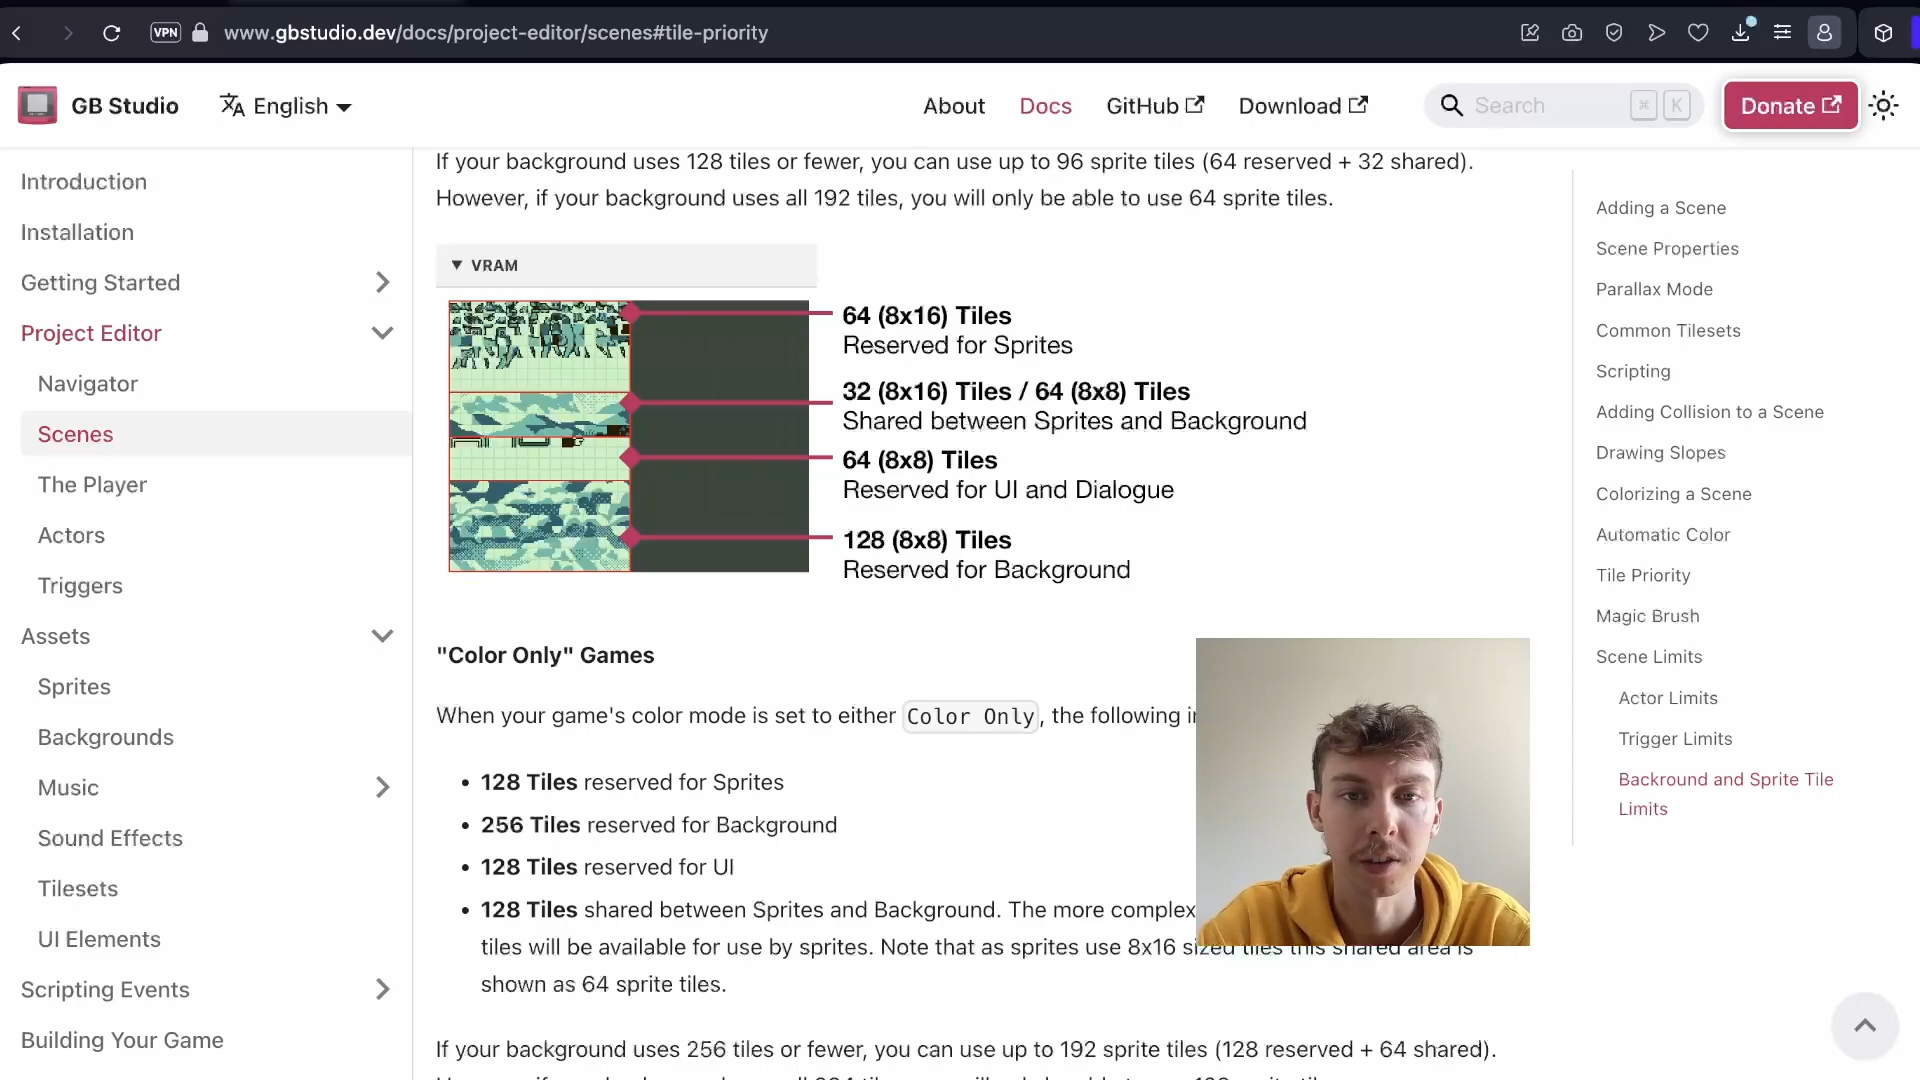 VPN www.gbstudio.dev/docs/project-editor/scenes#tile-priority
GB Studio
English
About
Docs
GitHub
Download
Search
⌘ K
Donate
Introduction
Installation
Getting Started
Project Editor
Navigator
Scenes
The Player
Actors
Triggers
Assets
Sprites
Backgrounds
Music
Sound Effects
Tilesets
UI Elements
Scripting Events
Building Your Game
If your background uses 128 tiles or fewer, you can use up to 96 sprite tiles (64 reserved + 32 shared).
However, if your background uses all 192 tiles, you will only be able to use 64 sprite tiles.
▼ VRAM
64 (8x16) Tiles
Reserved for Sprites
32 (8x16) Tiles / 64 (8x8) Tiles
Shared between Sprites and Background
64 (8x8) Tiles
Reserved for UI and Dialogue
128 (8x8) Tiles
Reserved for Background
"Color Only" Games
When your game's color mode is set to either Color Only, the following
• 128 Tiles reserved for Sprites
• 256 Tiles reserved for Background
• 128 Tiles reserved for UI
• 128 Tiles shared between Sprites and Background. The more complex
tiles will be available for use by sprites. Note that as sprites use 8x16 sized tiles this shared area is
shown as 64 sprite tiles.
If your background uses 256 tiles or fewer, you can use up to 192 sprite tiles (128 reserved + 64 shared).
Adding a Scene
Scene Properties
Parallax Mode
Common Tilesets
Scripting
Adding Collision to a Scene
Drawing Slopes
Colorizing a Scene
Automatic Color
Tile Priority
Magic Brush
Scene Limits
Actor Limits
Trigger Limits
Backround and Sprite Tile
Limits